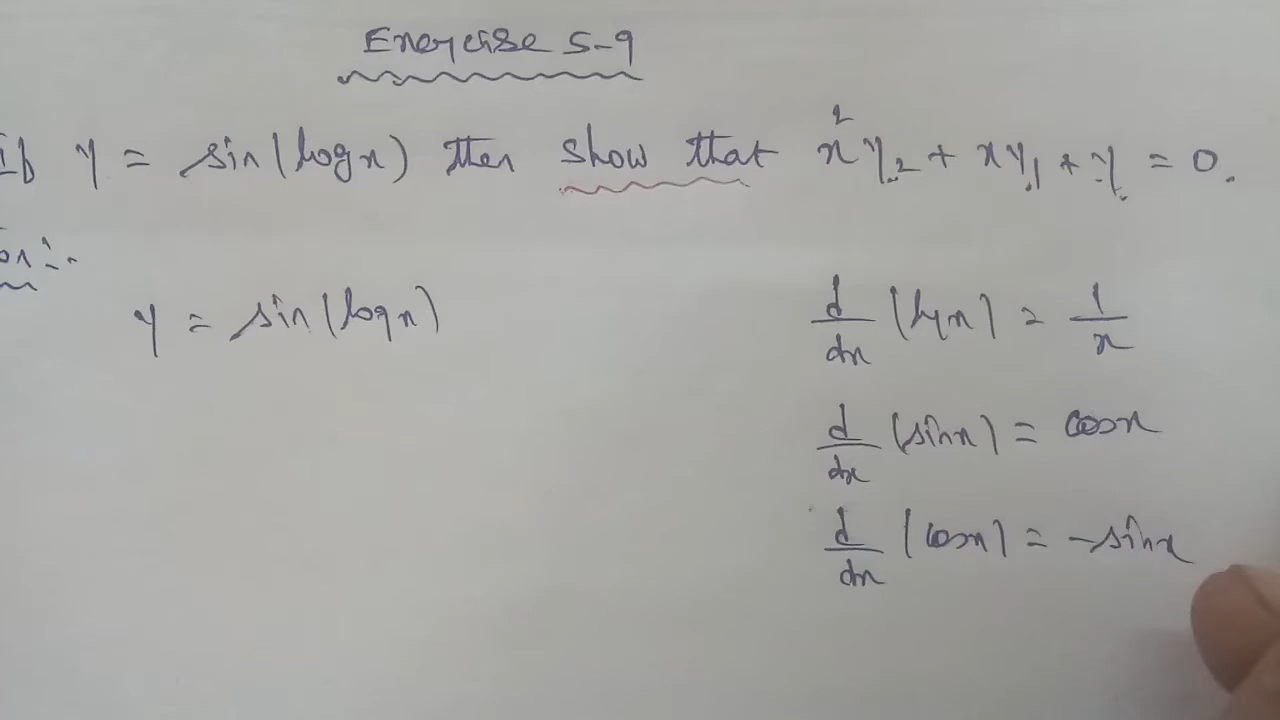 Exercise 5-9
If y = sin(logx) then show that x²y₂ + xy₁ + y = 0.
on:-
y = sin(logx)
d/dx (logx) = 1/x
d/dx (sinx) = cosx
d/dx (cosx) = -sinx